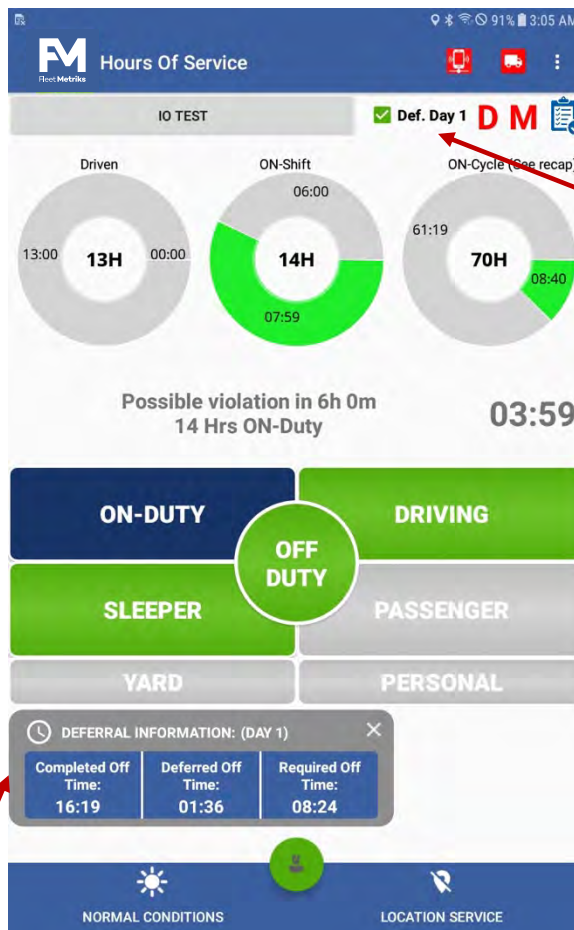 91% 3:05 AM
FM
Fleet Metriks
Hours Of Service
IO TEST
Def. Day 1 D M
Driven
ON-Shift
ON-Cycle (See recap)
13:00
13H
00:00
06:00
14H
07:59
61:19
70H
08:40
Possible violation in 6h 0m
14 Hrs ON-Duty
03:59
ON-DUTY
DRIVING
OFF
DUTY
SLEEPER
PASSENGER
YARD
PERSONAL
DEFERRAL INFORMATION: (DAY 1)
Completed Off
Time:
16:19
Deferred Off
Time:
01:36
Required Off
Time:
08:24
NORMAL CONDITIONS
LOCATION SERVICE